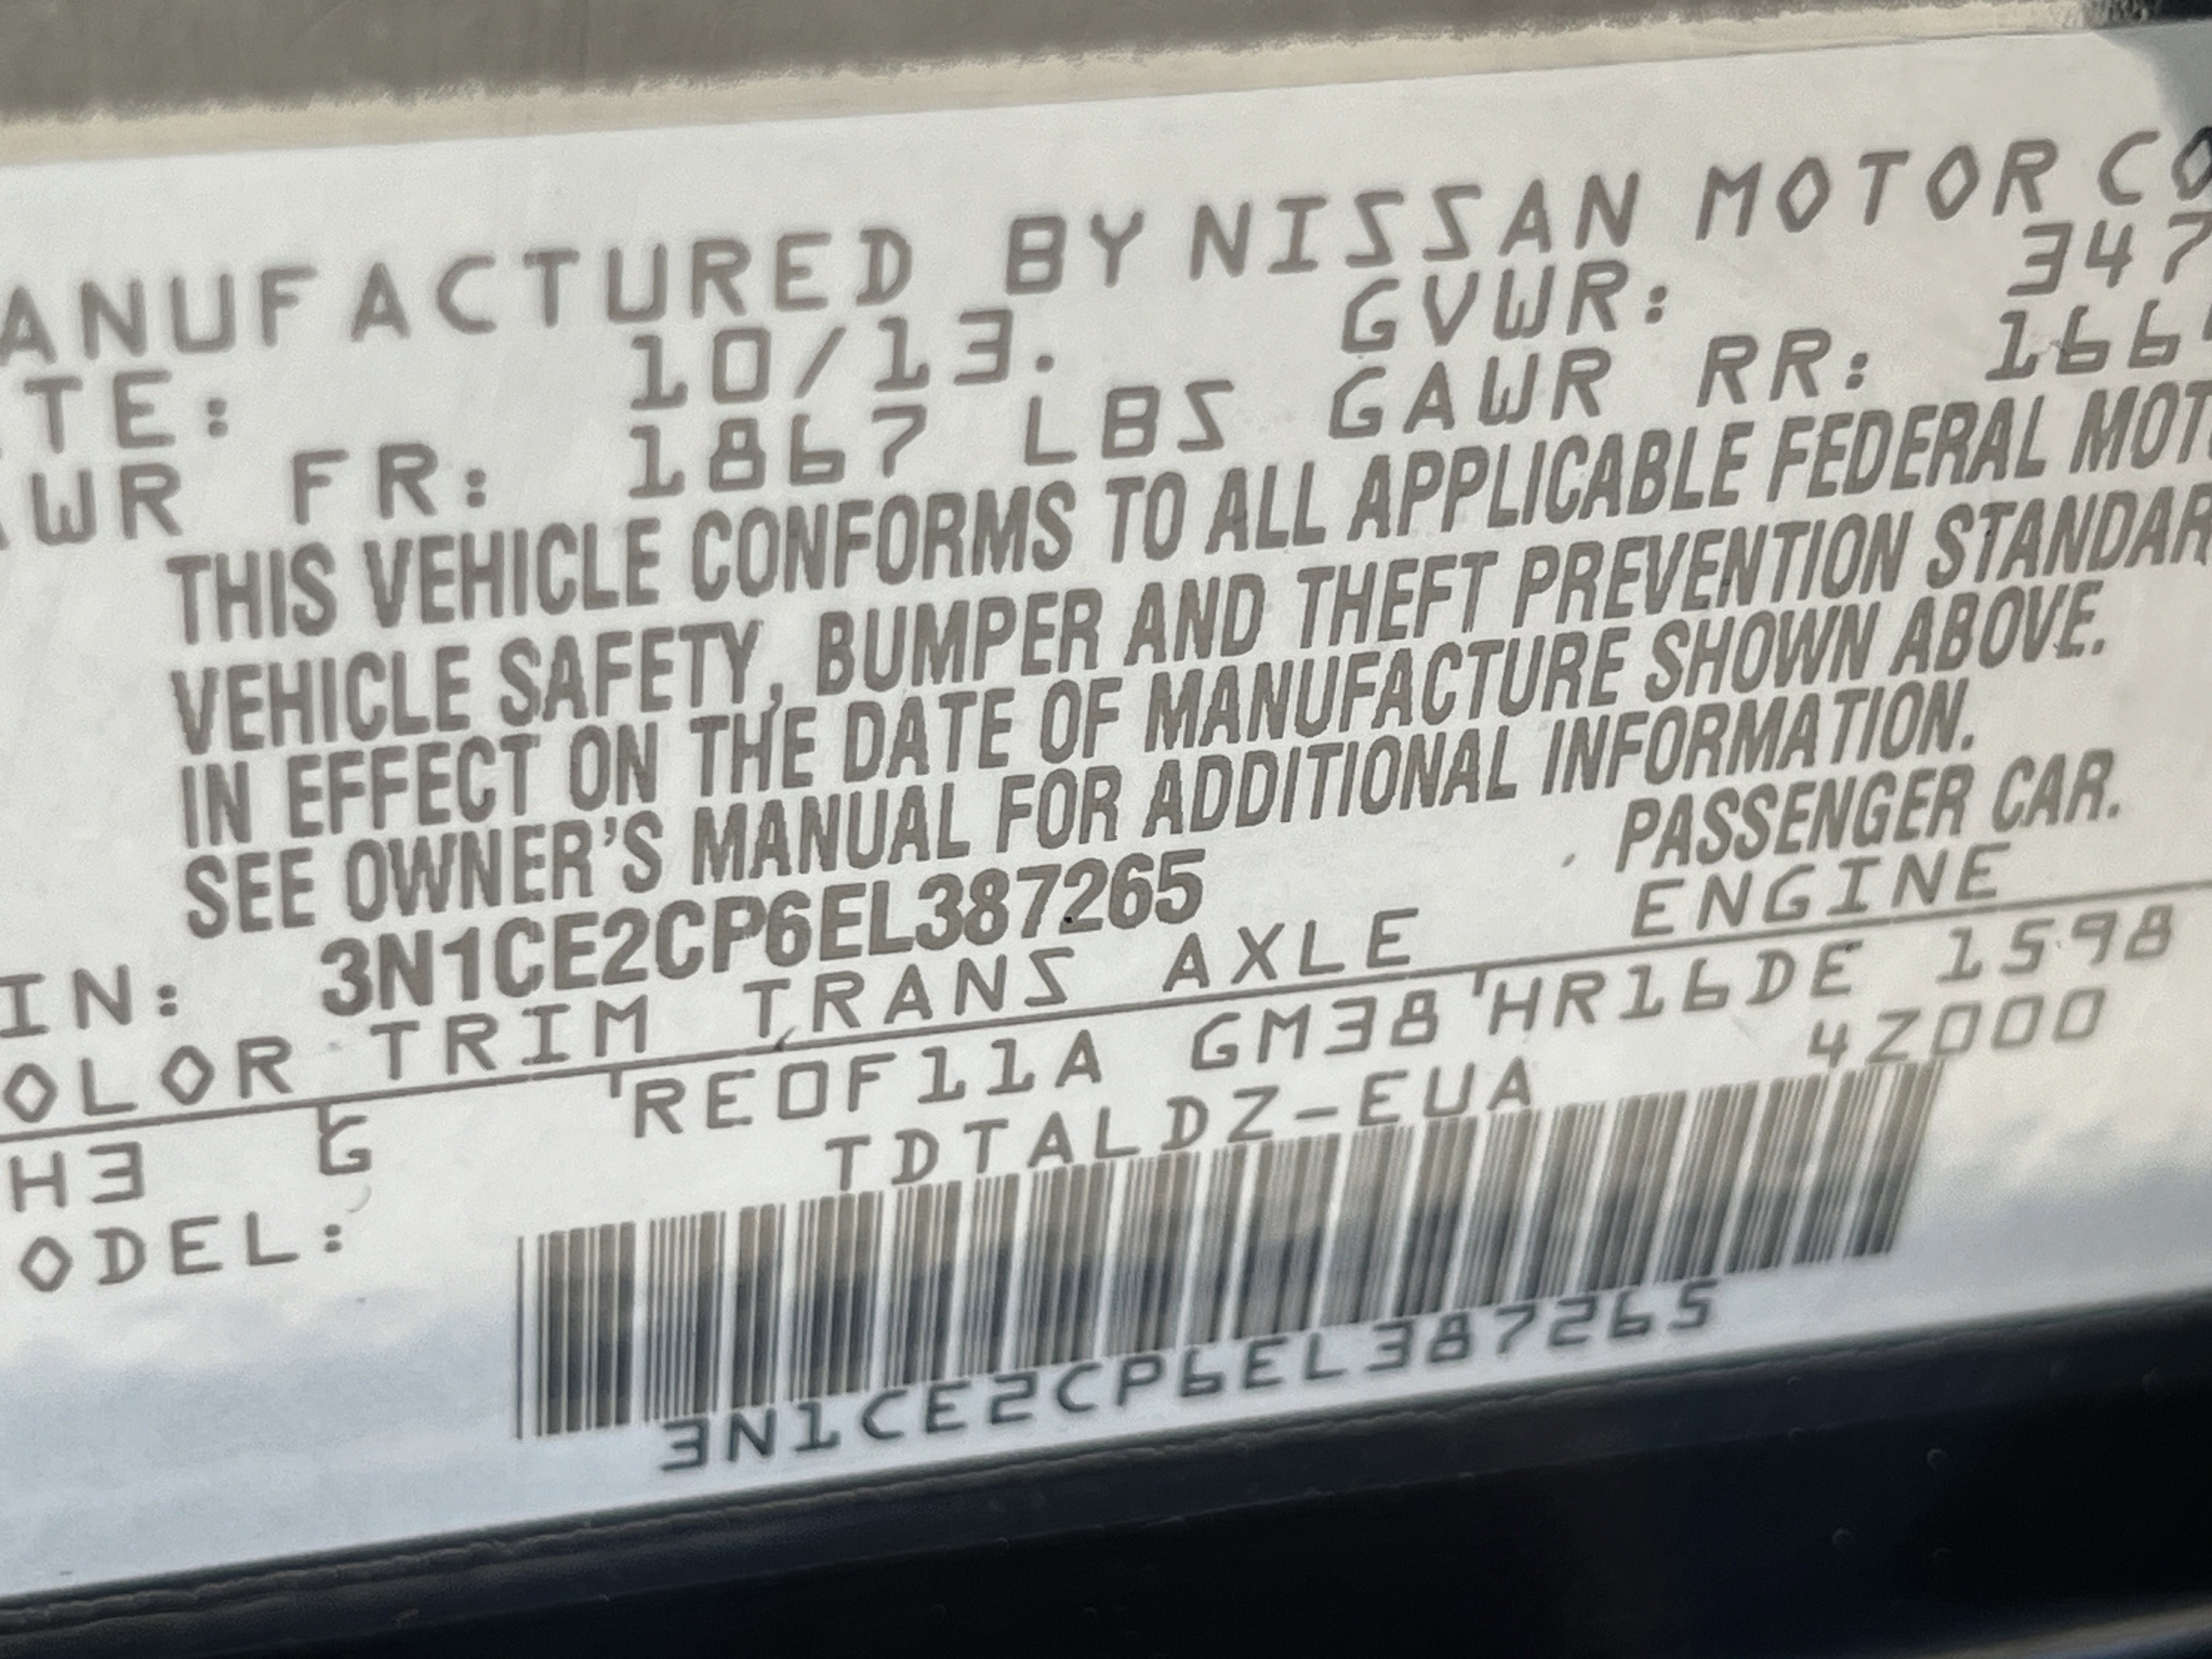 ANUFACTURED BY NISSAN MOTOR CO
TE: 10/13. GVWR: 347
WR FR: 1867 LBS GAWR RR: 166
THIS VEHICLE CONFORMS TO ALL APPLICABLE FEDERAL MOT
VEHICLE SAFETY, BUMPER AND THEFT PREVENTION STANDAR
IN EFFECT ON THE DATE OF MANUFACTURE SHOWN ABOVE.
SEE OWNER'S MANUAL FOR ADDITIONAL INFORMATION.
IN: 3N1CE2CP6EL387265 PASSENGER CAR.
OLOR TRIM TRANS AXLE ENGINE
H3 G RE0F11A GM38 HR16DE 1598
ODEL: TDTALDZ-EUA 4Z000
3N1CE2CP6EL387265